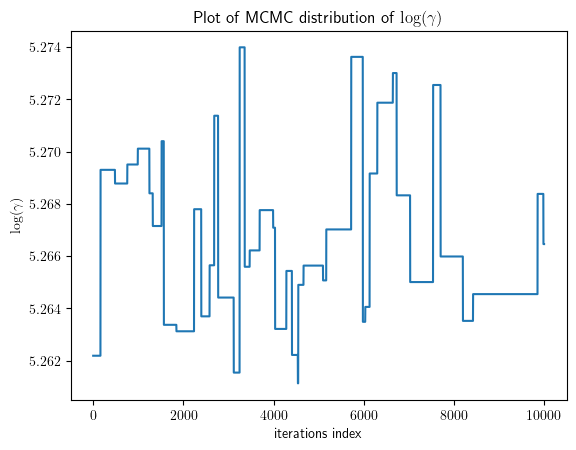 Plot of MCMC distribution of log(γ)
5.274
5.272
5.270
5.268
5.266
5.264
5.262
log(γ)
0 2000 4000 6000 8000 10000
iterations index